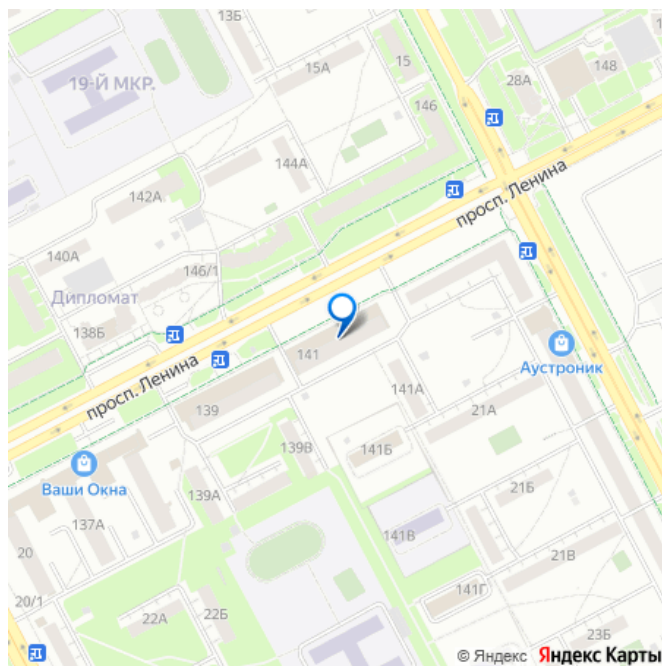 13Б
15А
15
148
28А
19-Й МКР.
146
144А
142А
просп. Ленина
140А
146/1
Дипломат
138Б
141
просп. Ленина
Аустроник
139
141А
21А
139В
141Б
Ваши Окна
139А
21Б
137А
141В
20
21В
141Г
20/1
22А
22Б
23Б
© Яндекс Яндекс Карты